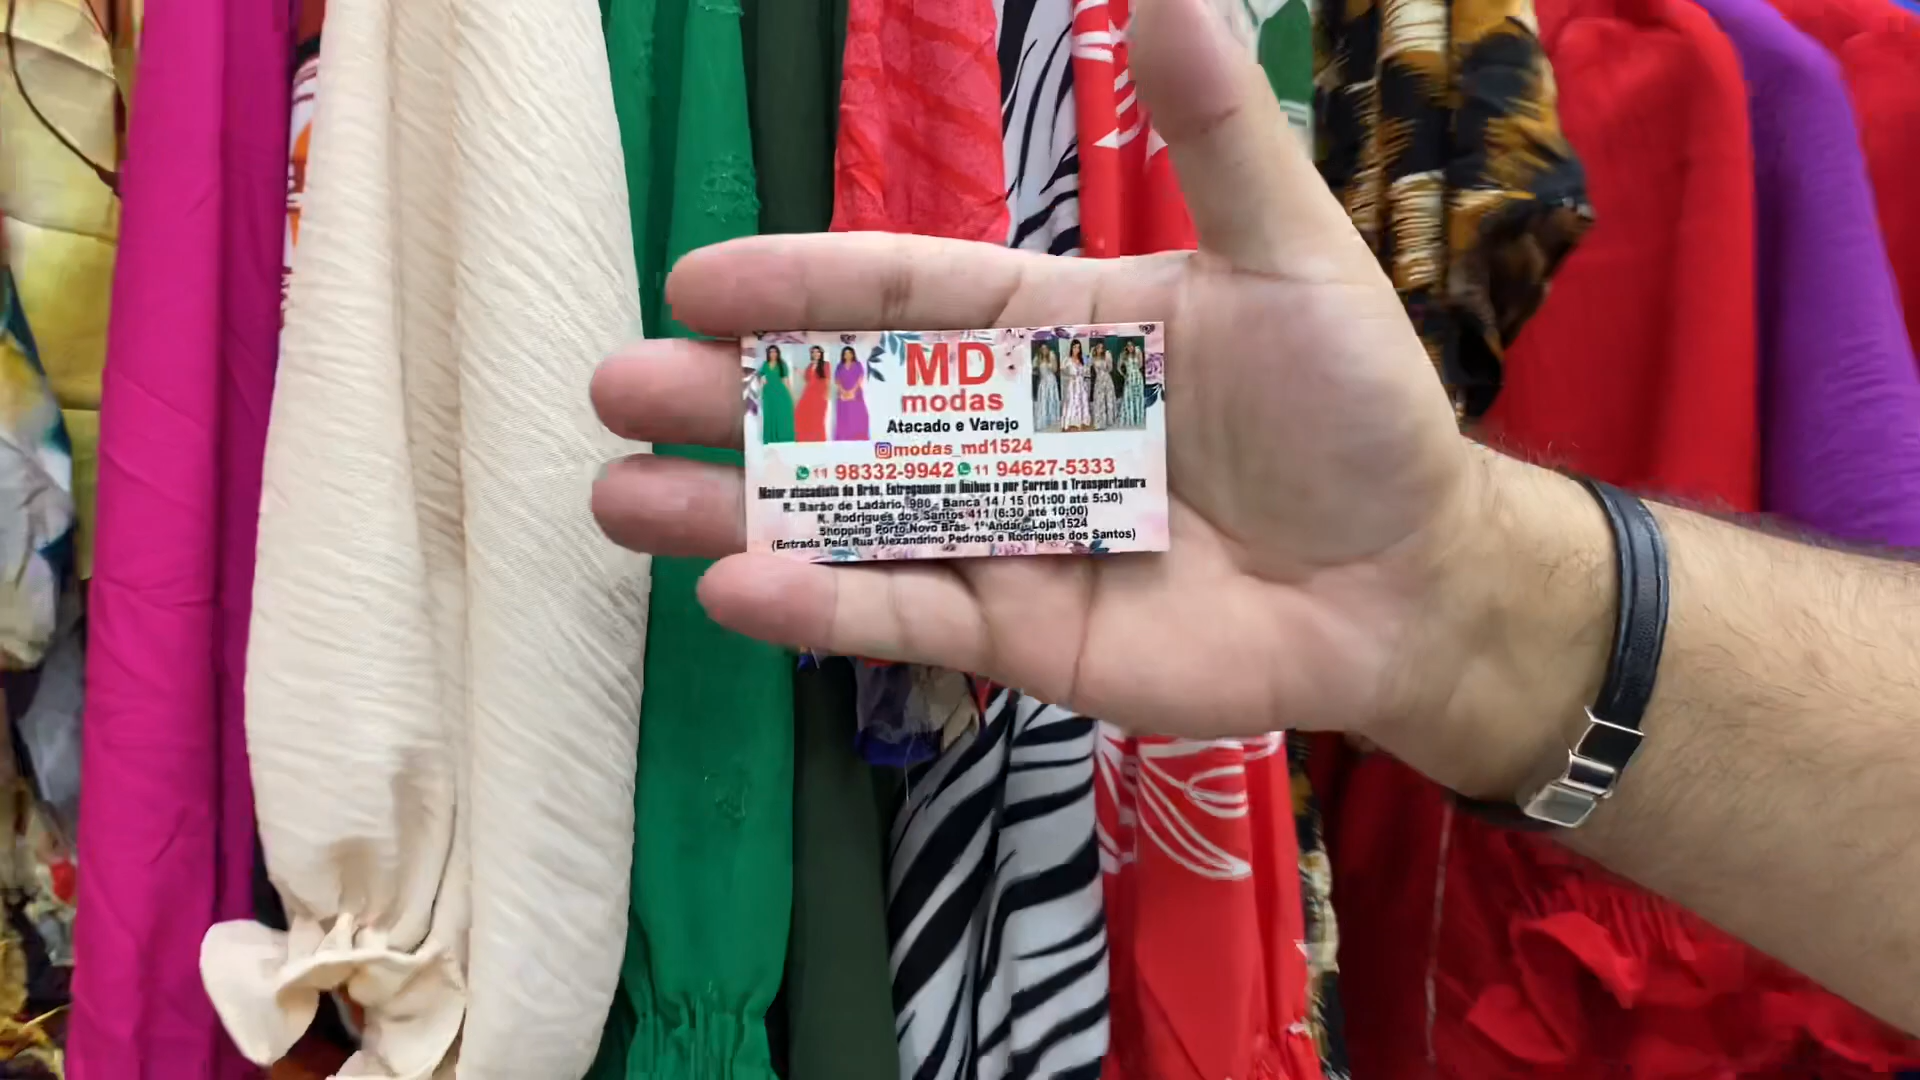 MD
modas
Atacado e Varejo
modas_md1524
11 98332-9942 11 94627-5333
Maior atacadista do Brás, Entregamos no Ônibus e por Correio e Transportadora
R. Barão de Ladário, 980 - Banca 14 / 15 (01:00 até 5:30)
R. Rodrigues dos Santos 411 (6:30 até 10:00)
Shopping Porto Novo Brás- 1º Andar - Loja 1524
(Entrada Pela Rua Alexandrino Pedroso e Rodrigues dos Santos)